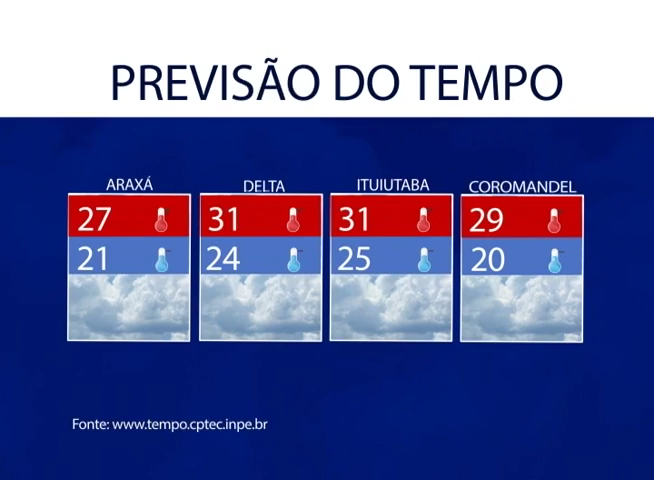 PREVISÃO DO TEMPO
ARAXÁ
27
21
DELTA
31
24
ITUIUTABA
31
25
COROMANDEL
29
20
Fonte: www.tempo.cptec.inpe.br